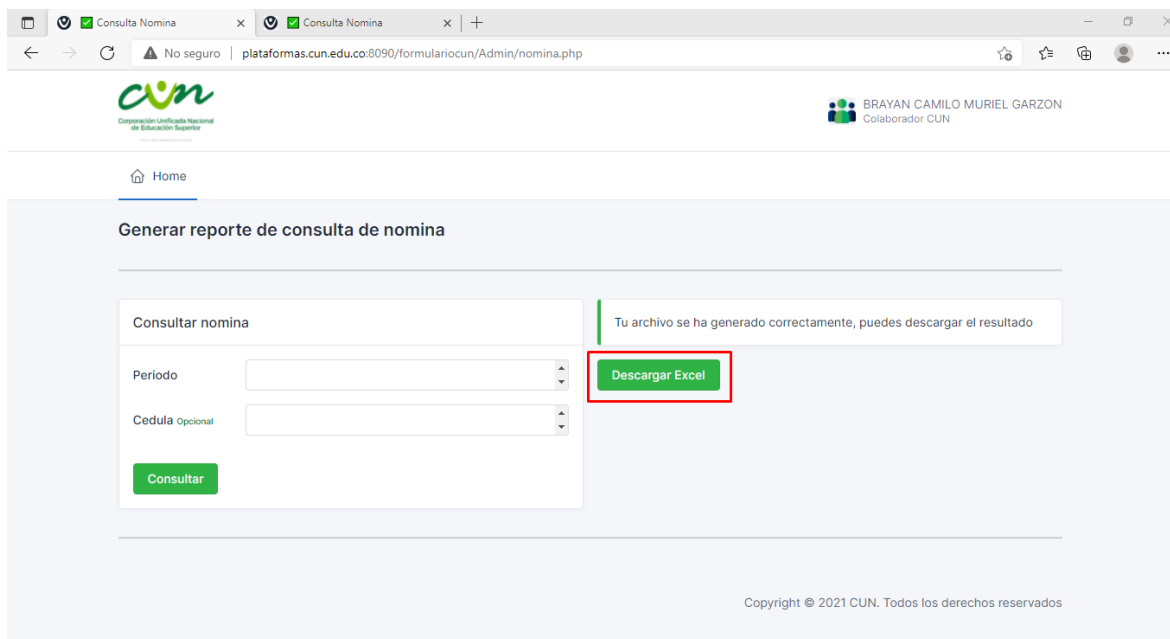 Consulta Nomina
Consulta Nomina
No seguro | plataformas.cun.edu.co:8090/formulariocun/Admin/nomina.php
cun
Corporación Unificada Nacional
de Educación Superior
BRAYAN CAMILO MURIEL GARZON
Colaborador CUN
Home
Generar reporte de consulta de nomina
Consultar nomina
Tu archivo se ha generado correctamente, puedes descargar el resultado
Periodo
Descargar Excel
Cedula Opcional
Consultar
Copyright © 2021 CUN. Todos los derechos reservados